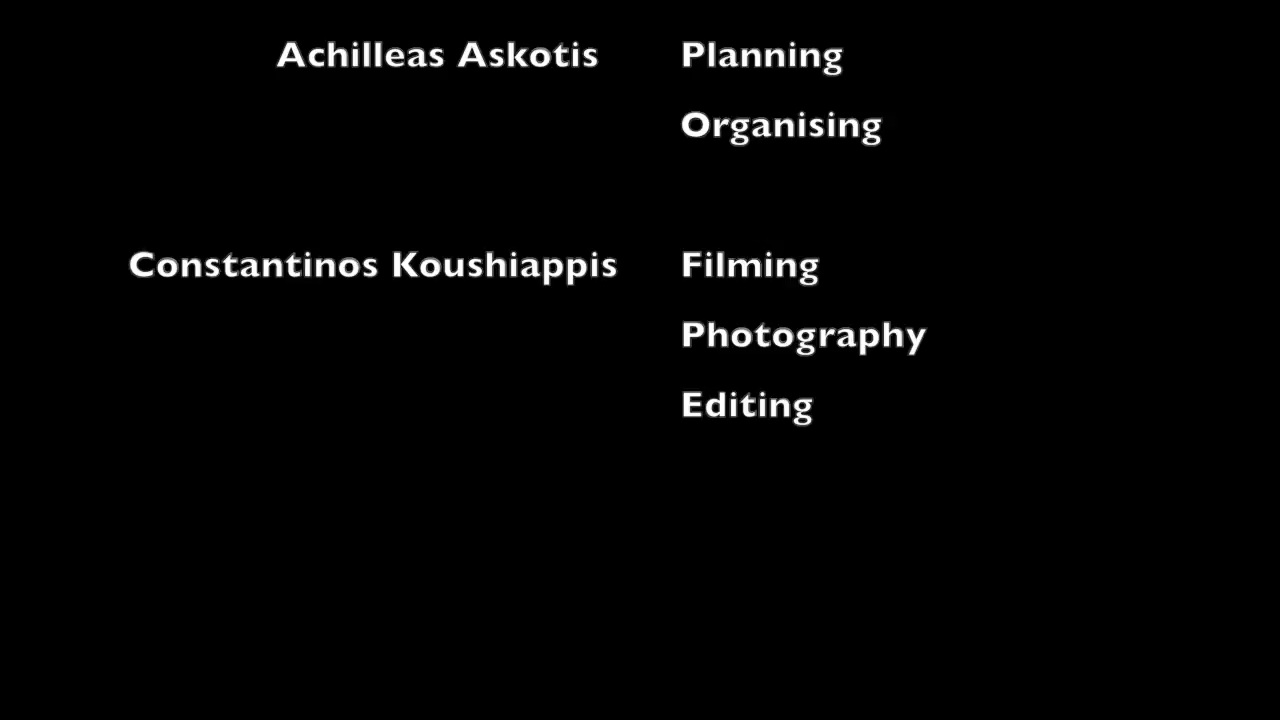 Achilleas Askotis Planning
Organising
Constantinos Koushiappis Filming
Photography
Editing